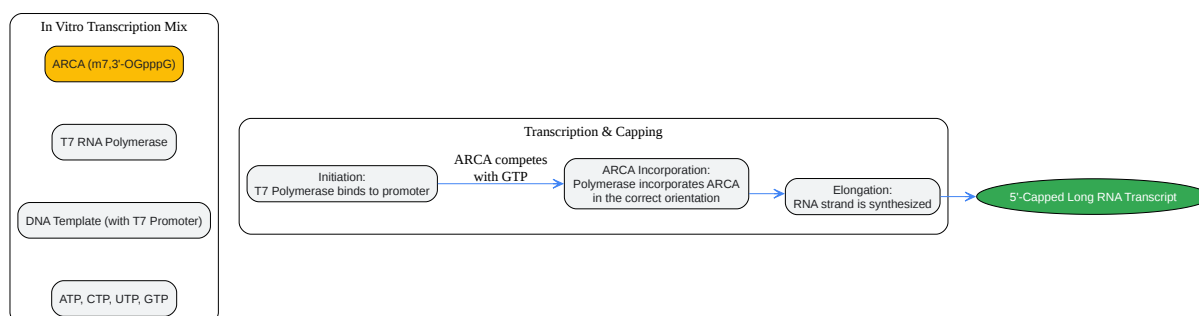 In Vitro Transcription Mix
ARCA (m7,3'-OGpppG)
T7 RNA Polymerase
DNA Template (with T7 Promoter)
ATP, CTP, UTP, GTP
Transcription & Capping
Initiation:
T7 Polymerase binds to promoter
ARCA competes
with GTP
ARCA Incorporation:
Polymerase incorporates ARCA
in the correct orientation
Elongation:
RNA strand is synthesized
5'-Capped Long RNA Transcript